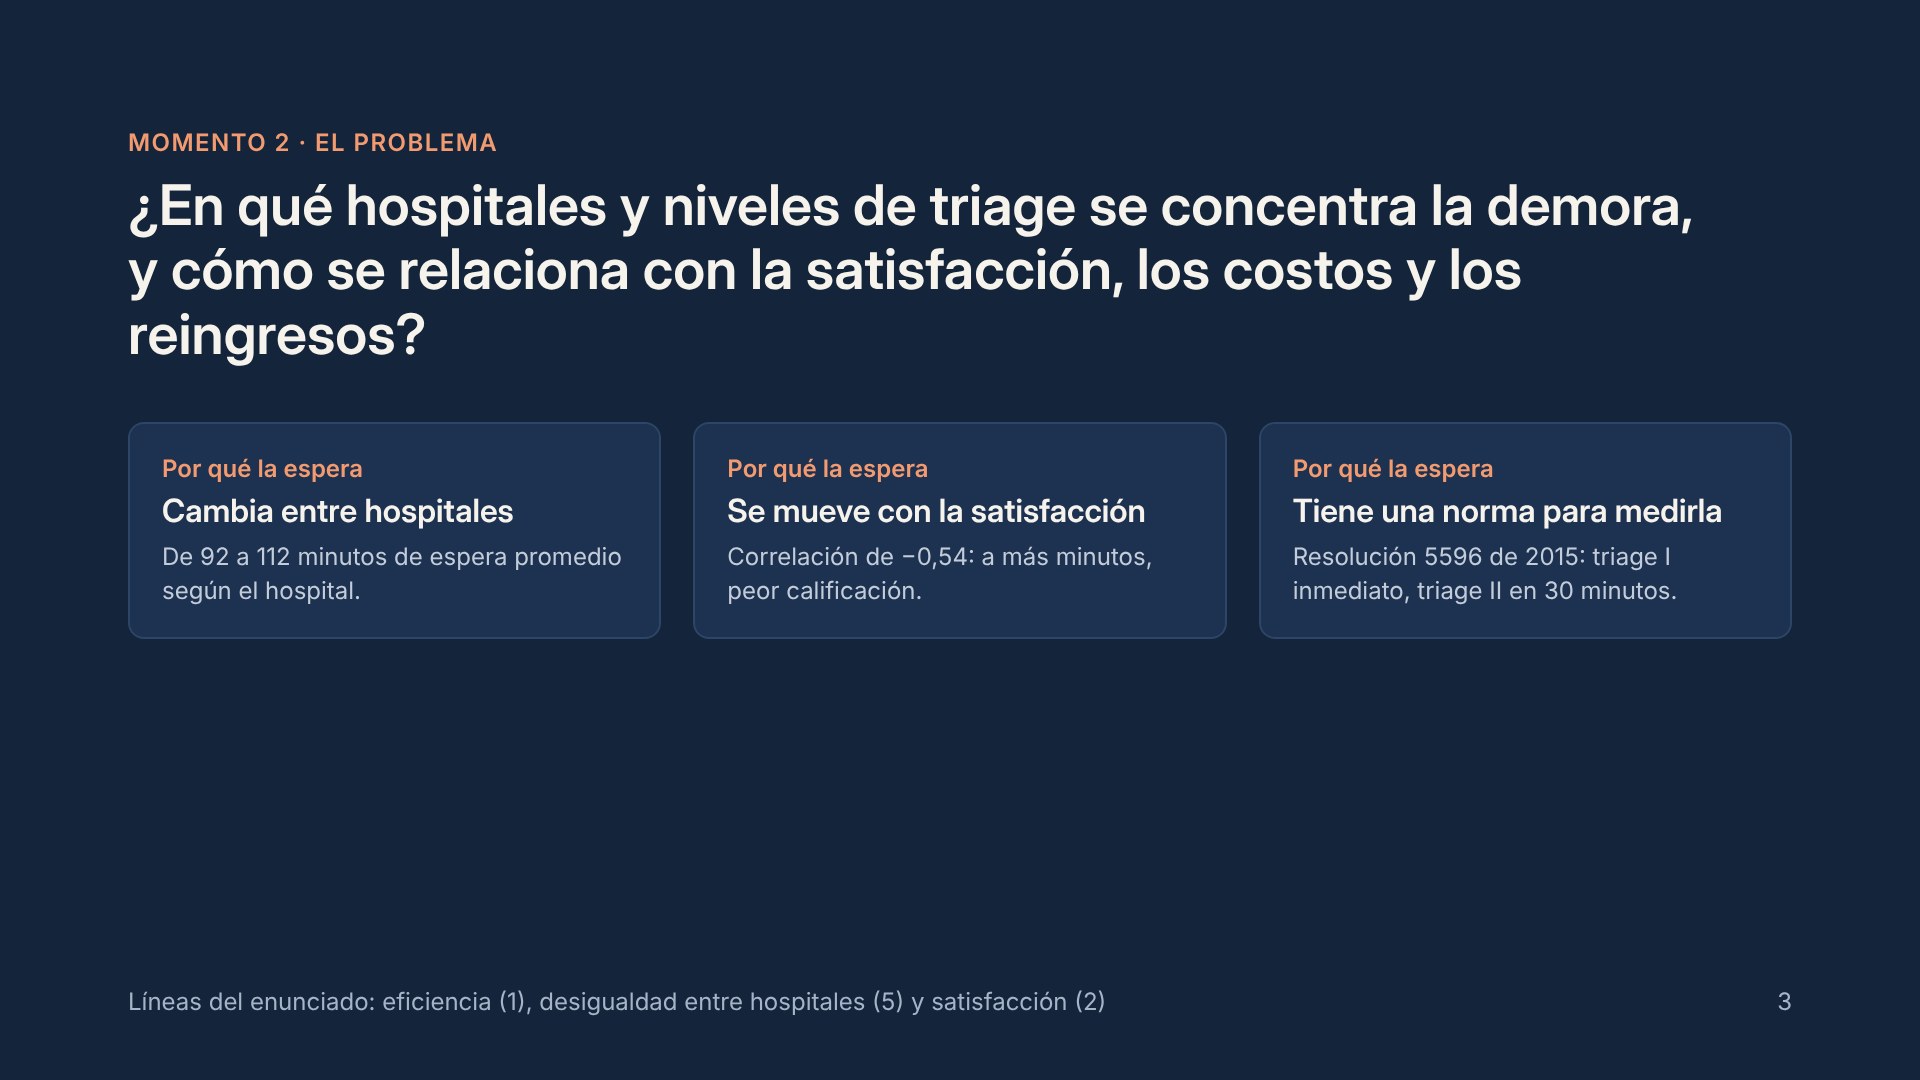 MOMENTO 2 · EL PROBLEMA
¿En qué hospitales y niveles de triage se concentra la demora,
y cómo se relaciona con la satisfacción, los costos y los
reingresos?
Por qué la espera
Cambia entre hospitales
De 92 a 112 minutos de espera promedio
según el hospital.
Por qué la espera
Se mueve con la satisfacción
Correlación de −0,54: a más minutos,
peor calificación.
Por qué la espera
Tiene una norma para medirla
Resolución 5596 de 2015: triage I
inmediato, triage II en 30 minutos.
Líneas del enunciado: eficiencia (1), desigualdad entre hospitales (5) y satisfacción (2)
3